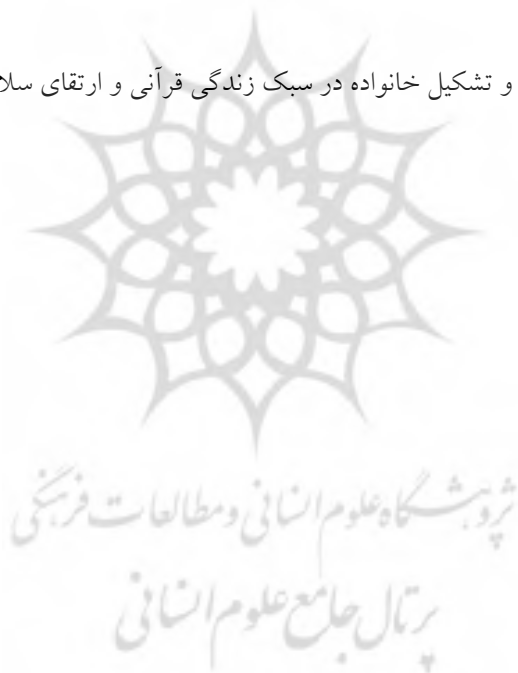 و تشکیل خانواده در سبک زندگی قرآنی و ارتقای
پژوهشگاه علوم انسانی و مطالعات فرهنگی
پرتال جامع علوم انسانی